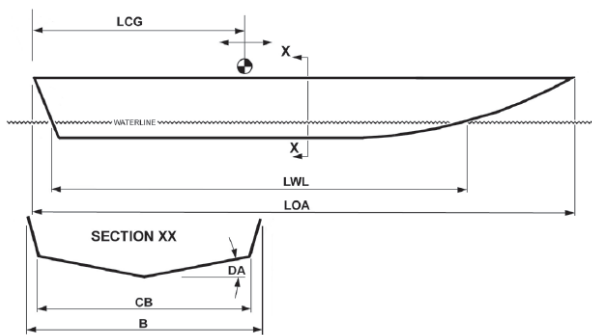 LCG
X
WATERLINE
X
LWL
LOA
SECTION XX
DA
CB
B